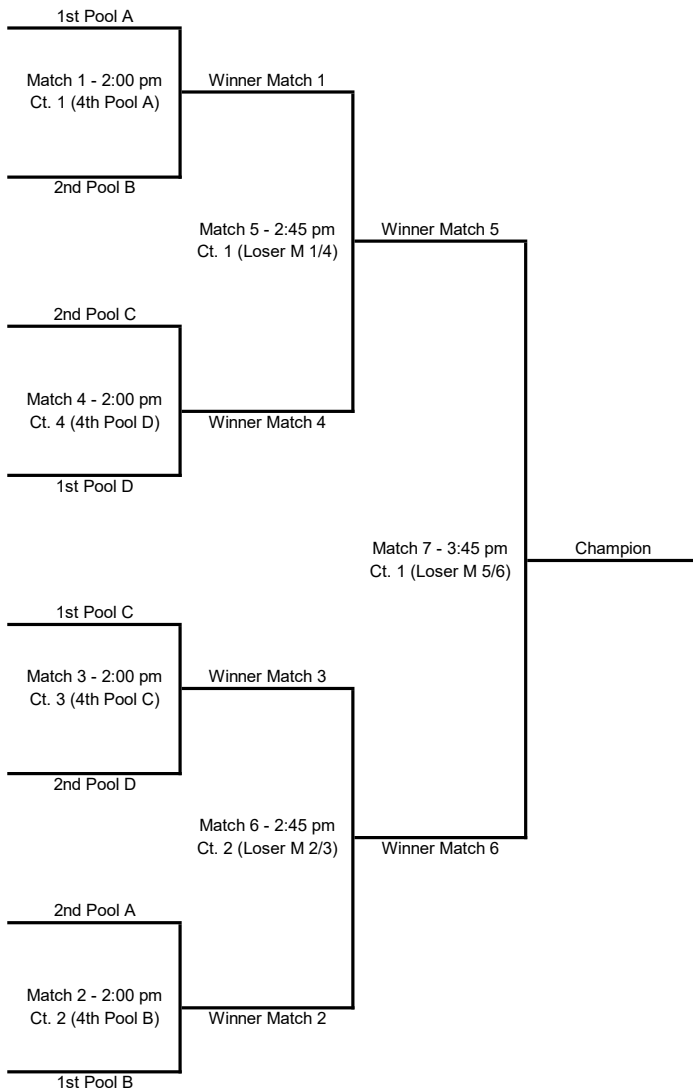 1st Pool A
Match 1 - 2:00 pm
Ct. 1 (4th Pool A)
Winner Match 1
2nd Pool B
Match 5 - 2:45 pm
Ct. 1 (Loser M 1/4)
Winner Match 5
2nd Pool C
Match 4 - 2:00 pm
Ct. 4 (4th Pool D)
Winner Match 4
1st Pool D
Match 7 - 3:45 pm
Ct. 1 (Loser M 5/6)
Champion
1st Pool C
Match 3 - 2:00 pm
Ct. 3 (4th Pool C)
Winner Match 3
2nd Pool D
Match 6 - 2:45 pm
Ct. 2 (Loser M 2/3)
Winner Match 6
2nd Pool A
Match 2 - 2:00 pm
Ct. 2 (4th Pool B)
Winner Match 2
1st Pool B